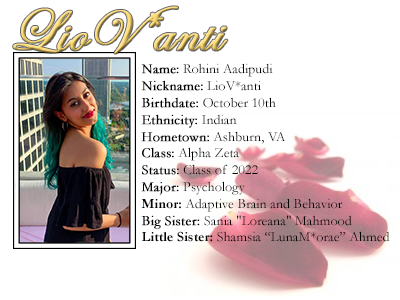 LioV*anti
Name: Rohini Aadipudi
Nickname: LioV*anti
Birthdate: October 10th
Ethnicity: Indian
Hometown: Ashburn, VA
Class: Alpha Zeta
Status: Class of 2022
Major: Psychology
Minor: Adaptive Brain and Behavior
Big Sister: Sania "Loreana" Mahmood
Little Sister: Shamsia “LunaM*orae” Ahmed